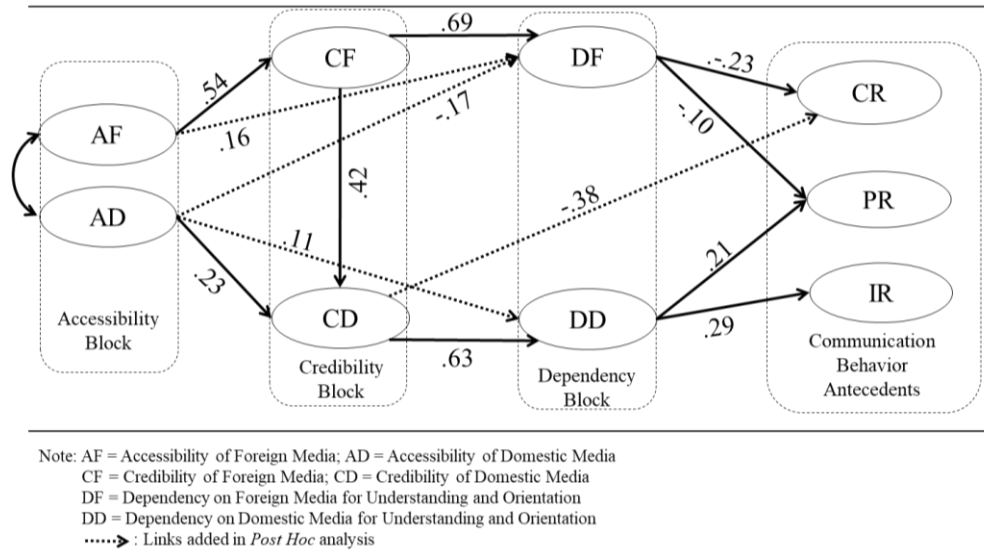 .69
CF
DF
-.23
.54
CR
-.17
AF
.16
-.10
.42
-.38
PR
AD
.11
.21
.23
IR
CD
DD
.29
Accessibility
Block
.63
Communication
Behavior
Antecedents
Credibility
Block
Dependency
Block
Note: AF = Accessibility of Foreign Media; AD = Accessibility of Domestic Media
CF = Credibility of Foreign Media; CD = Credibility of Domestic Media
DF = Dependency on Foreign Media for Understanding and Orientation
DD = Dependency on Domestic Media for Understanding and Orientation
: Links added in Post Hoc analysis